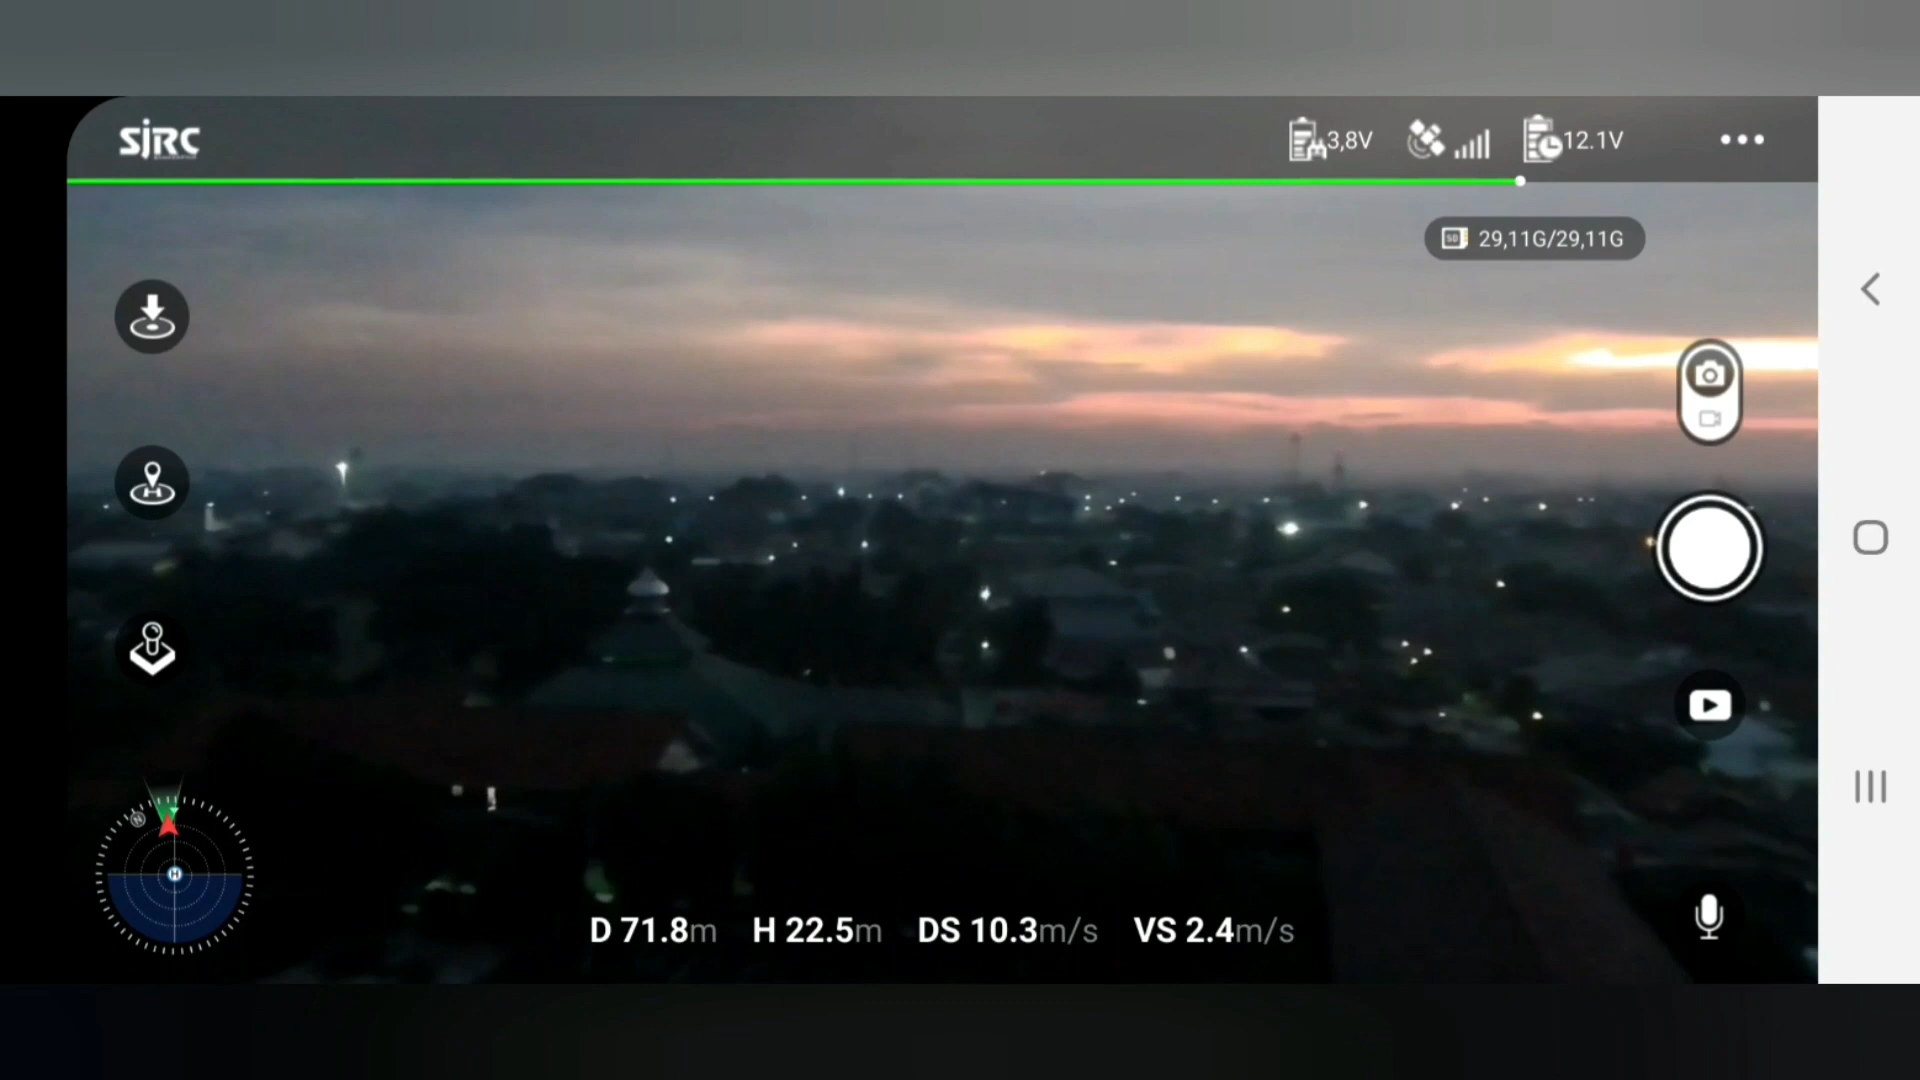 SJRC
3,8V
12.1V
SD 29,11G/29,11G
N
H
D 71.8m H 22.5m DS 10.3m/s VS 2.4m/s